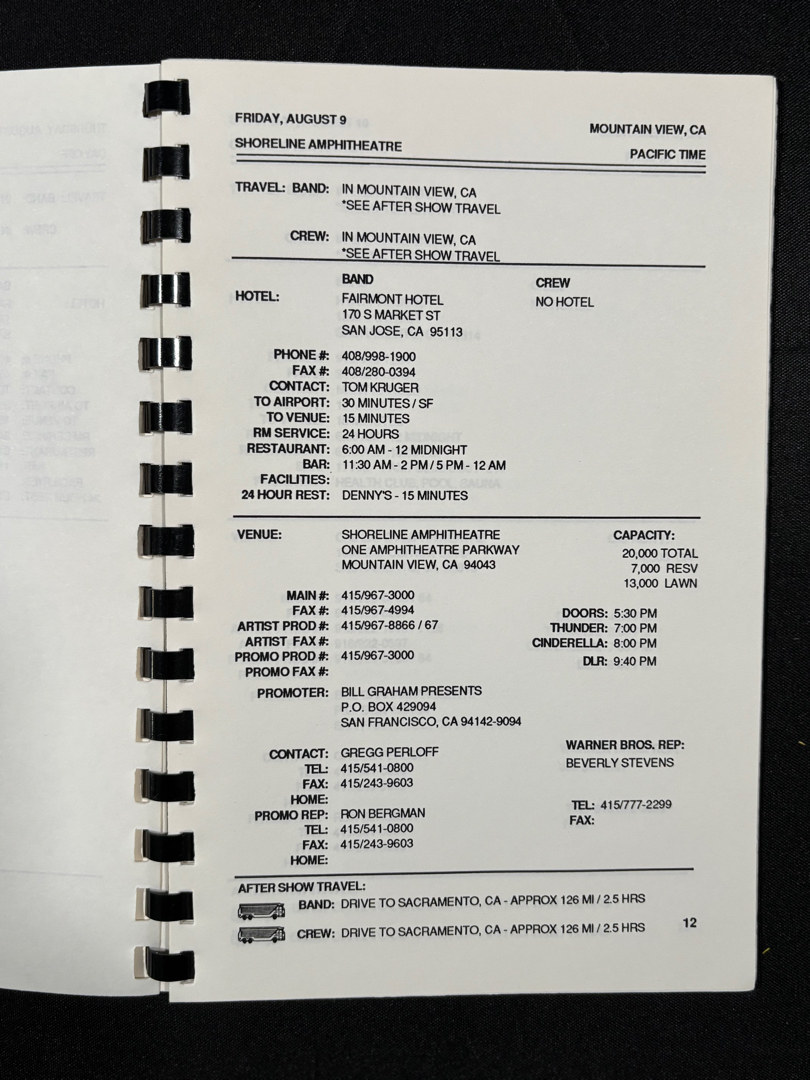 FRIDAY, AUGUST 9
MOUNTAIN VIEW, CA
SHORELINE AMPHITHEATRE
PACIFIC TIME
TRAVEL: BAND: IN MOUNTAIN VIEW, CA
*SEE AFTER SHOW TRAVEL
CREW: IN MOUNTAIN VIEW, CA
*SEE AFTER SHOW TRAVEL
BAND CREW
HOTEL: FAIRMONT HOTEL NO HOTEL
170 S MARKET ST
SAN JOSE, CA 95113
PHONE #: 408/998-1900
FAX #: 408/280-0394
CONTACT: TOM KRUGER
TO AIRPORT: 30 MINUTES / SF
TO VENUE: 15 MINUTES
RM SERVICE: 24 HOURS
RESTAURANT: 6:00 AM - 12 MIDNIGHT
BAR: 11:30 AM - 2 PM / 5 PM - 12 AM
FACILITIES:
24 HOUR REST: DENNY'S - 15 MINUTES
VENUE: SHORELINE AMPHITHEATRE CAPACITY:
ONE AMPHITHEATRE PARKWAY 20,000 TOTAL
MOUNTAIN VIEW, CA 94043 7,000 RESV
13,000 LAWN
MAIN #: 415/967-3000
FAX #: 415/967-4994 DOORS: 5:30 PM
ARTIST PROD #: 415/967-8866 / 67 THUNDER: 7:00 PM
ARTIST FAX #: CINDERELLA: 8:00 PM
PROMO PROD #: 415/967-3000 DLR: 9:40 PM
PROMO FAX #:
PROMOTER: BILL GRAHAM PRESENTS
P.O. BOX 429094
SAN FRANCISCO, CA 94142-9094
CONTACT: GREGG PERLOFF WARNER BROS. REP:
TEL: 415/541-0800 BEVERLY STEVENS
FAX: 415/243-9603
HOME:
PROMO REP: RON BERGMAN TEL: 415/777-2299
TEL: 415/541-0800 FAX:
FAX: 415/243-9603
HOME:
AFTER SHOW TRAVEL:
BAND: DRIVE TO SACRAMENTO, CA - APPROX 126 MI / 2.5 HRS
CREW: DRIVE TO SACRAMENTO, CA - APPROX 126 MI / 2.5 HRS
12